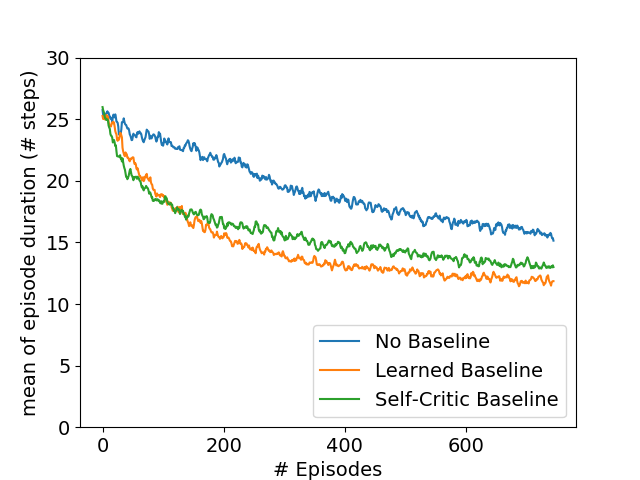 30
25
20
15
10
5
0
mean of episode duration (# steps)
No Baseline
Learned Baseline
Self-Critic Baseline
0 200 400 600
# Episodes